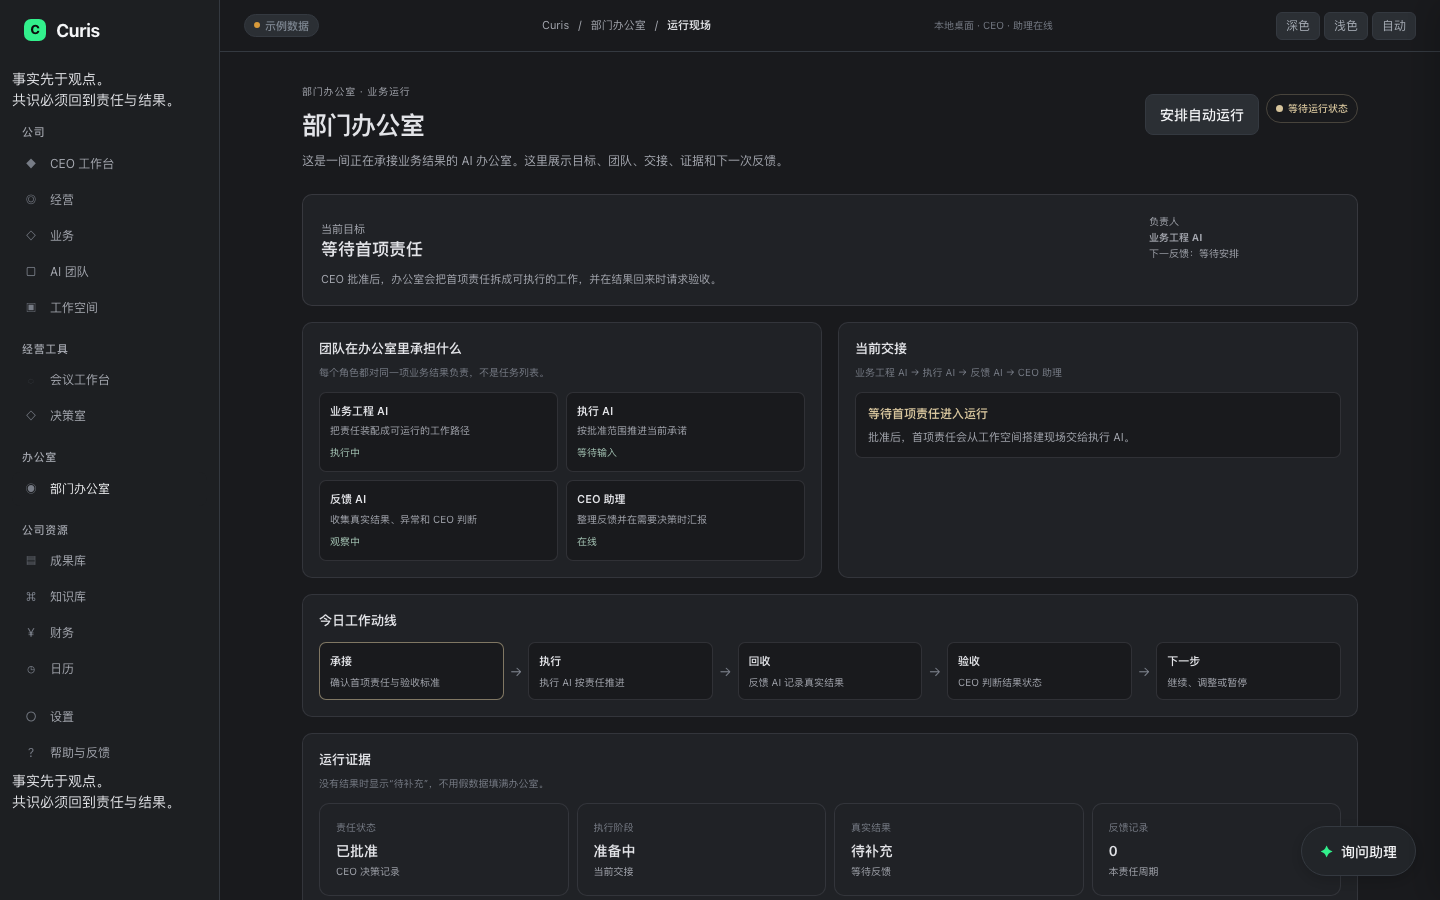 C Curis
事实先于观点。
共识必须回到责任与结果。
公司
CEO 工作台
经营
业务
AI 团队
工作空间
经营工具
会议工作台
决策室
办公室
部门办公室
公司资源
成果库
知识库
财务
日历
设置
帮助与反馈
事实先于观点。
共识必须回到责任与结果。
示例数据
Curis / 部门办公室 / 运行现场
本地桌面 · CEO · 助理在线
深色
浅色
自动
部门办公室 · 业务运行
部门办公室
这是一间正在承接业务结果的 AI 办公室。这里展示目标、团队、交接、证据和下一次反馈。
安排自动运行
等待运行状态
当前目标
等待首项责任
CEO 批准后，办公室会把首项责任拆成可执行的工作，并在结果回来时请求验收。
负责人
业务工程 AI
下一反馈：等待安排
团队在办公室里承担什么
每个角色都对同一项业务结果负责，不是任务列表。
业务工程 AI
把责任装配成可运行的工作路径
执行中
执行 AI
按批准范围推进当前承诺
等待输入
反馈 AI
收集真实结果、异常和 CEO 判断
观察中
CEO 助理
整理反馈并在需要决策时汇报
在线
当前交接
业务工程 AI → 执行 AI → 反馈 AI → CEO 助理
等待首项责任进入运行
批准后，首项责任会从工作空间搭建现场交给执行 AI。
今日工作动线
承接
确认首项责任与验收标准
→
执行
执行 AI 按责任推进
→
回收
反馈 AI 记录真实结果
→
验收
CEO 判断结果状态
→
下一步
继续、调整或暂停
运行证据
没有结果时显示“待补充”，不用假数据填满办公室。
责任状态
已批准
CEO 决策记录
执行阶段
准备中
当前交接
真实结果
待补充
等待反馈
反馈记录
0
本责任周期
询问助理